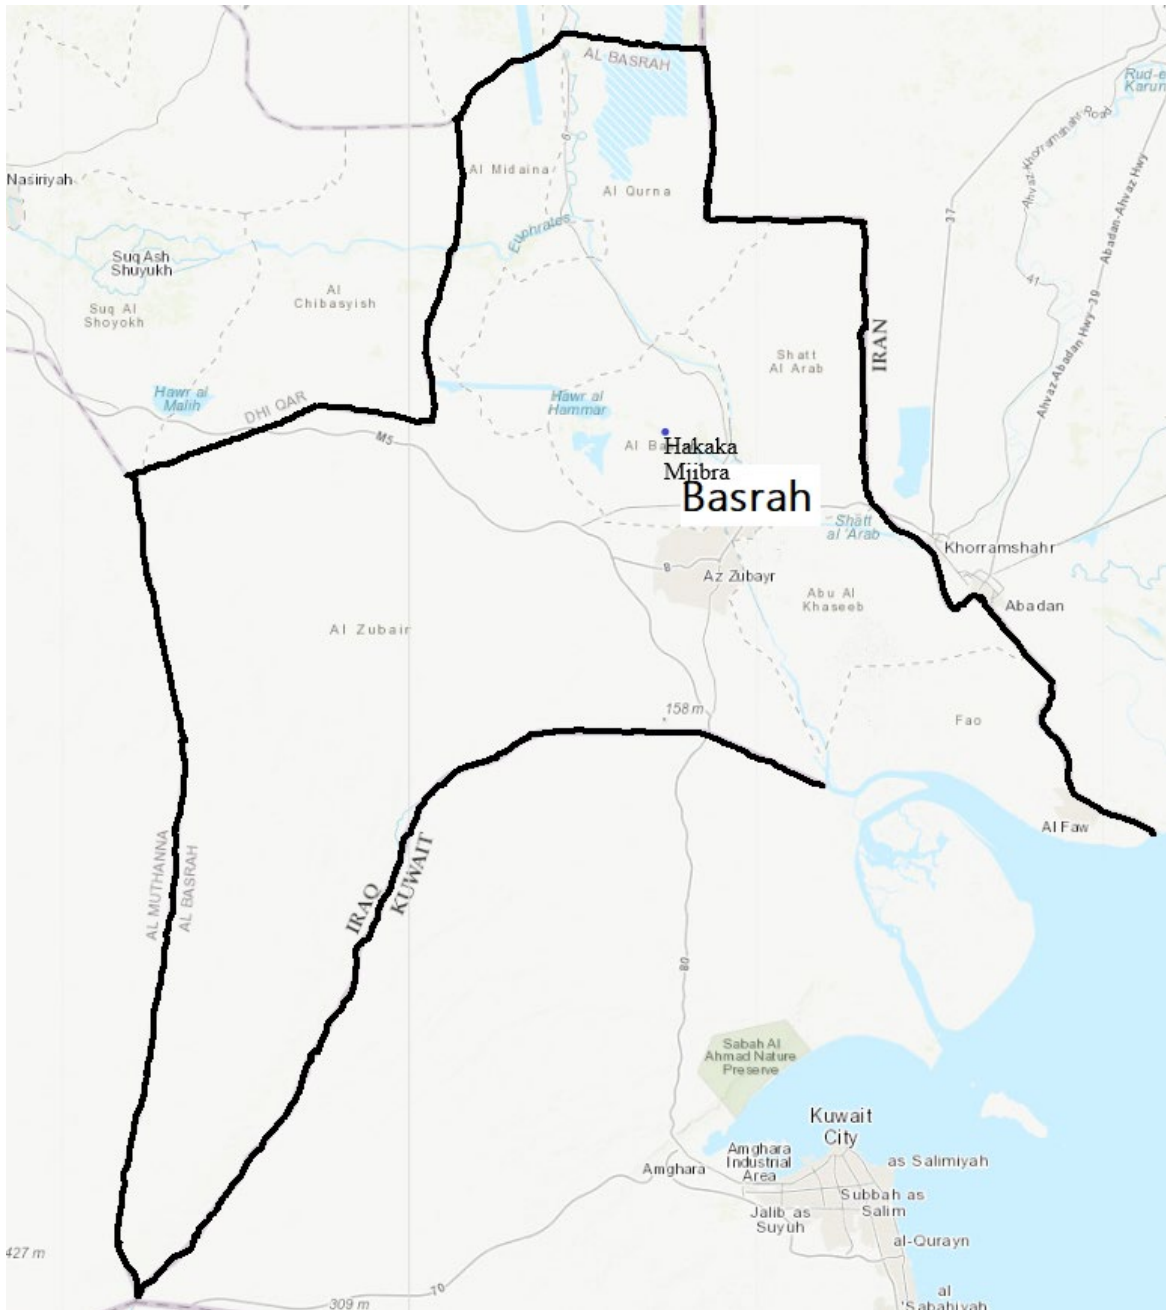 AL BASRAH
Rud-e
Karun
Ahvaz-Khorramshahr Road
6
Al Midaina
Nasiriyah
Al Qurna
37
Abadan-Ahvaz Hwy
Euphrates
Suq Ash
Shuyukh
41
Al
Chibasyish
Suq Al
Shoyokh
Ahvaz-Abadan Hwy 39
IRAN
Shatt
Al Arab
Hawr al
Malih
DHI QAR
Hawr al
Hammar
M5
Al Ba
Hakaka
Mjibra
Basrah
Shatt
al 'Arab
Khorramshahr
8
Az Zubayr
Abu Al
Khaseeb
Abadan
Al Zubair
158 m
Fao
Al Faw
AL MUTHANNA
AL BASRAH
IRAQ
KUWAIT
80
Sabah Al
Ahmad Nature
Preserve
Kuwait
City
Amghara
Industrial
Area
Amghara
as Salimiyah
Subbah as
Salim
Jalib as
Suyuh
al-Qurayn
427 m
70
309 m
al
'Sabahiyah